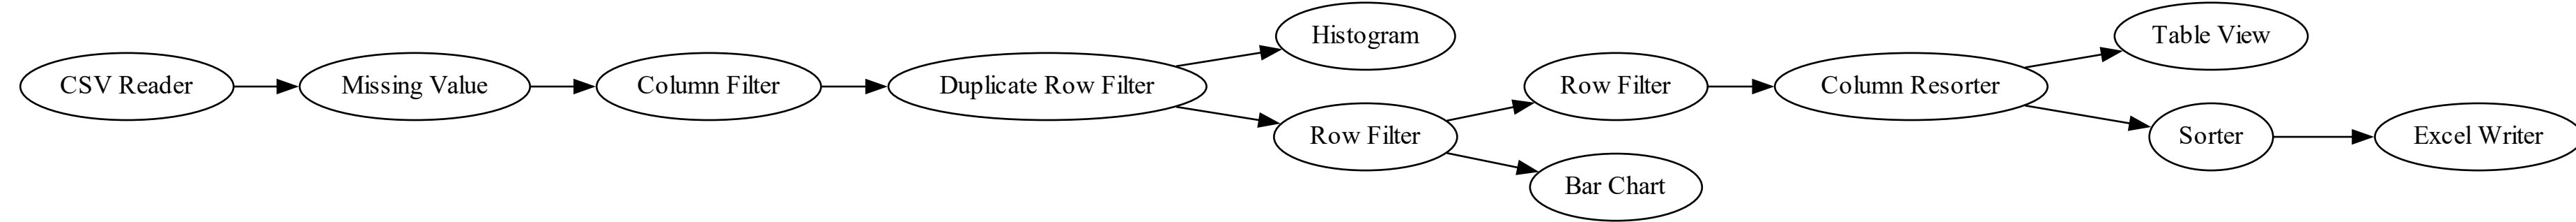 CSV Reader
Missing Value
Column Filter
Duplicate Row Filter
Histogram
Row Filter
Row Filter
Bar Chart
Column Resorter
Table View
Sorter
Excel Writer